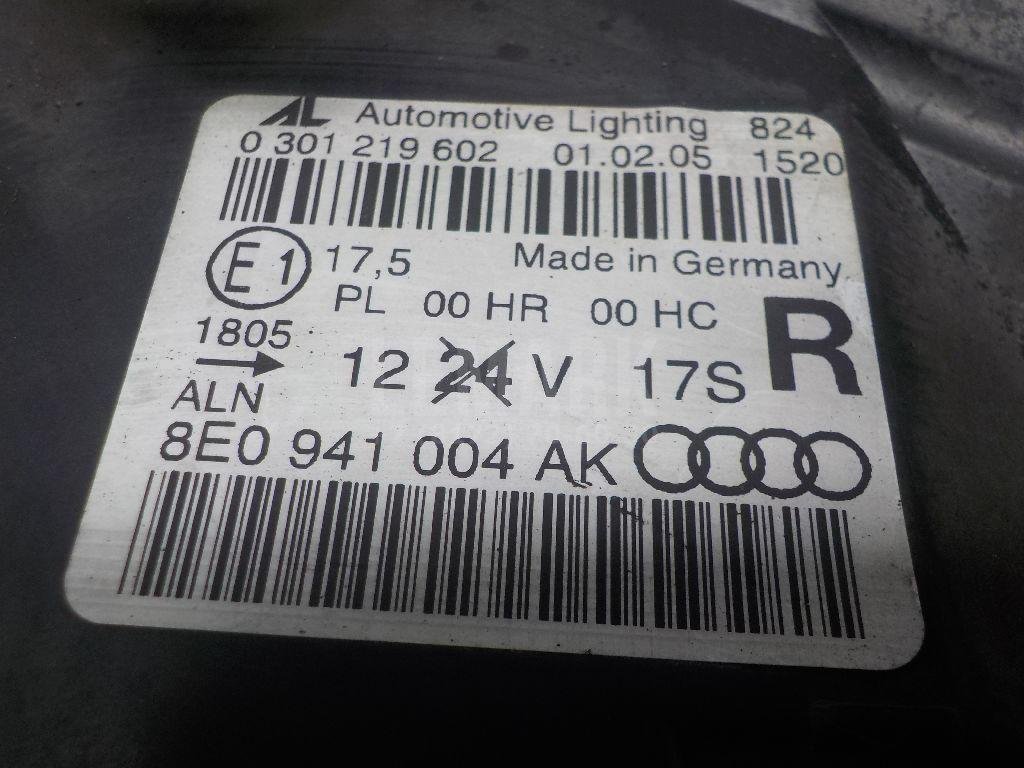 AL Automotive Lighting 824
0 301 219 602 01.02.05 1520
E1 17,5 Made in Germany
PL 00 HR 00 HC R
1805
12 24 V 17S
ALN
8E0 941 004 AK